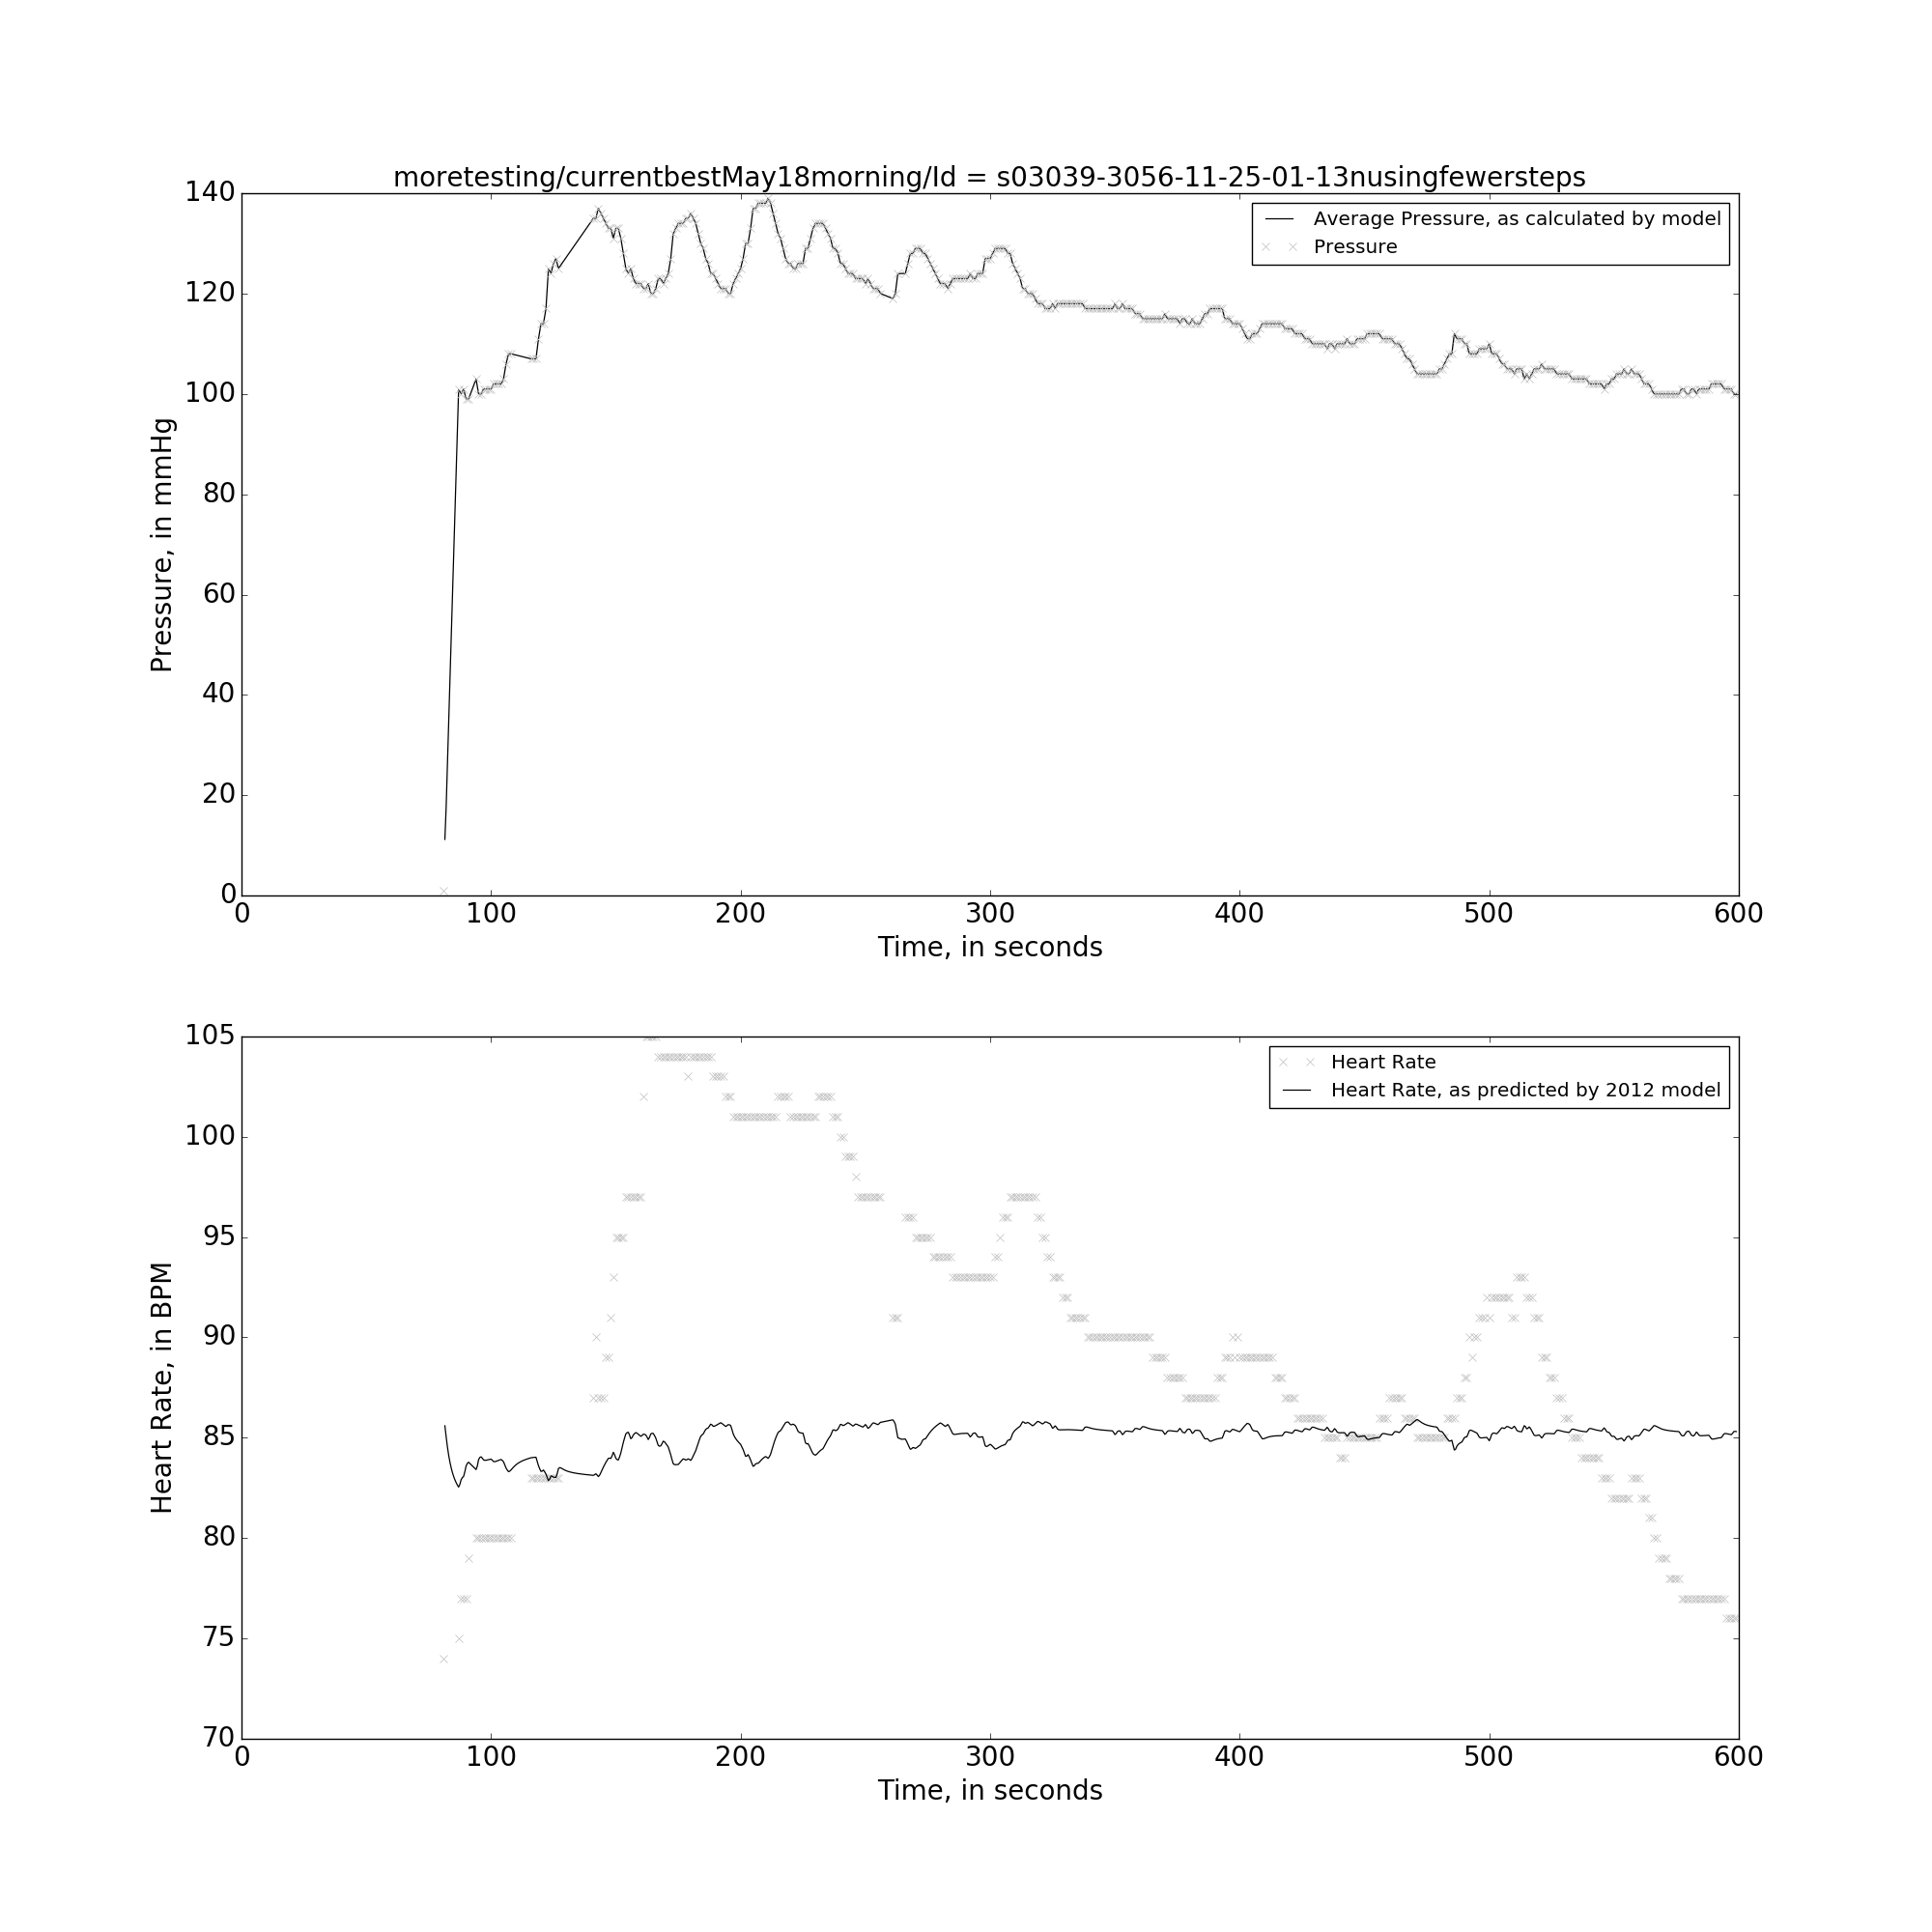 moretesting/currentbestMay18morning/Id = s03039-3056-11-25-01-13nusingfewersteps
140
120
100
80
60
40
20
0
Pressure, in mmHg
Average Pressure, as calculated by model
Pressure
0 100 200 300 400 500 600
Time, in seconds
105
100
95
90
85
80
75
70
Heart Rate, in BPM
Heart Rate
Heart Rate, as predicted by 2012 model
0 100 200 300 400 500 600
Time, in seconds